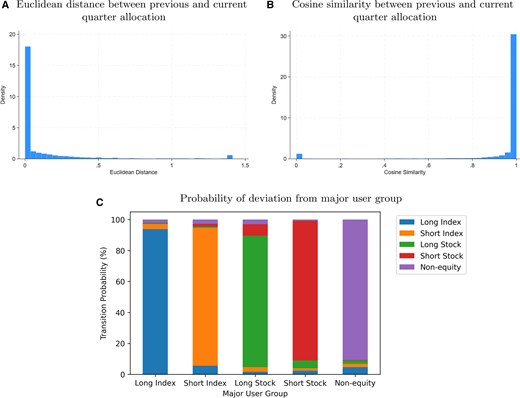 A Euclidean distance between previous and current
quarter allocation
Density
20
15
10
5
0
0 .5 1 1.5
Euclidean Distance
B Cosine similarity between previous and current
quarter allocation
Density
30
20
10
0
0 .2 .4 .6 .8 1
Cosine Similarity
C Probability of deviation from major user group
Transition Probability (%)
100
80
60
40
20
0
Long Index Short Index Long Stock Short Stock Non-equity
Major User Group
Long Index
Short Index
Long Stock
Short Stock
Non-equity